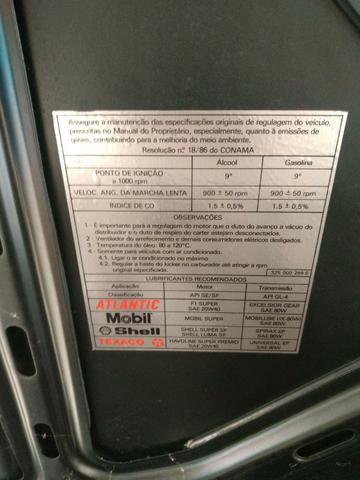 Assegure a manutenção das especificações originais de regulagem do veículo,
prescritas no Manual do Proprietário, especialmente, quanto à emissões de
gases, contribuindo para a melhoria do meio ambiente.
Resolução n.º 18/86 do CONAMA
Álcool Gasolina
PONTO DE IGNIÇÃO
a 1000 rpm 9° 9°
VELOC. ANG. DA MARCHA LENTA 900 ± 50 rpm 900 ± 50 rpm
ÍNDICE DE CO 1.5 ± 0,5% 1.5 ± 0,5%
OBSERVAÇÕES
1 - É importante para a regulagem do motor que o duto do avanço a vácuo do
distribuidor e o duto de respiro do carter estejam desconectados.
2 - Ventilador do arrefecimento e demais consumidores elétricos desligados.
3 - Temperatura do óleo: 80 a 120°C.
4 - Somente para veículos com ar condicionado.
4.1. Ligar o ar condicionado no máximo
4.2. Regular a haste do kicker no carburador até atingir a rpm
original especificada.
325 000 269 S
LUBRIFICANTES RECOMENDADOS
Aplicação Motor Transmissão
Classificação API SE/SF API GL-4
ATLANTIC F1 SUPER
SAE 20W40 EXCELSIOR GEAR
SAE 80W
Mobil MOBIL SUPER MOBILUBE GX-80W/
SAE 80W
Shell SHELL SUPER SF
SHELL LUMA SF SPIRAX EP
SAE 80W
TEXACO HAVOLINE SUPER PREMIO
SAE 20W40 UNIVERSAL EP
SAE 80W